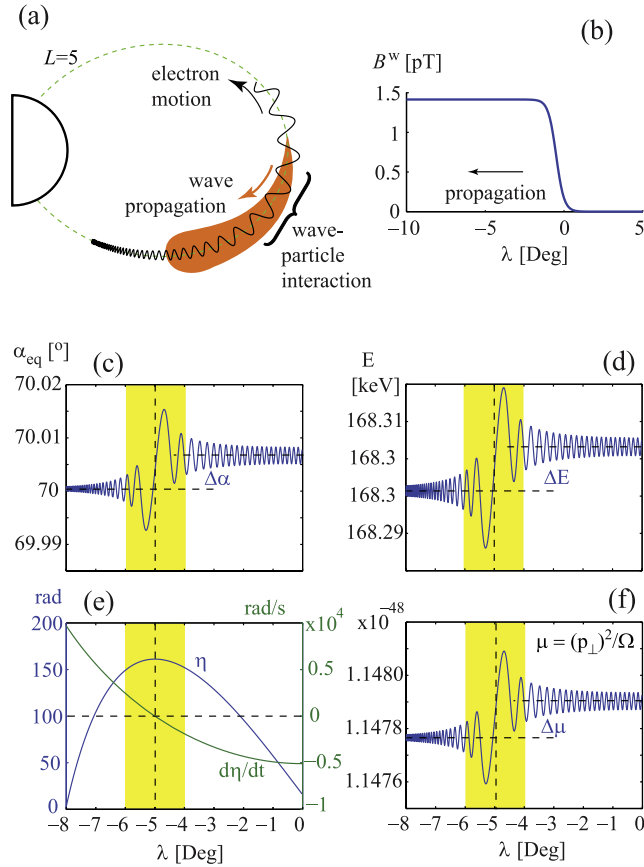 (a)
L=5
electron
motion
wave
propagation
wave-
particle
interaction
(b)
Bʷ [pT]
1.5
1
0.5
0
propagation
−10
−5
0
5
λ [Deg]
(c)
α_eq [º]
70.02
70.01
70
69.99
Δα
(d)
E
[keV]
168.31
168.3
168.3
168.29
ΔE
(e)
rad
200
150
100
50
0
rad/s
x10⁴
1
0.5
0
−0.5
−1
η
dη/dt
−8 −7 −6 −5 −4 −3 −2 −1 0
λ [Deg]
(f)
x10⁻⁴⁸
μ = (p⊥)²/Ω
1.1480
1.1478
1.1476
Δμ
−8 −7 −6 −5 −4 −3 −2 −1 0
λ [Deg]